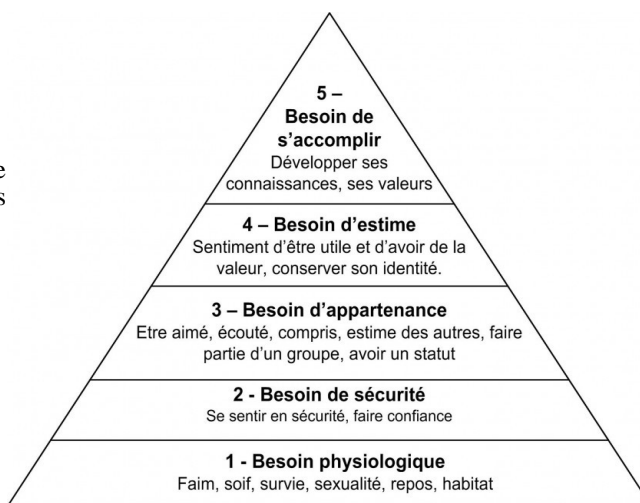 5 –
Besoin de
s’accomplir
Développer ses
connaissances, ses valeurs
e
s
4 – Besoin d’estime
Sentiment d’être utile et d’avoir de la
valeur, conserver son identité.
3 – Besoin d’appartenance
Etre aimé, écouté, compris, estime des autres, faire
partie d’un groupe, avoir un statut
2 - Besoin de sécurité
Se sentir en sécurité, faire confiance
1 - Besoin physiologique
Faim, soif, survie, sexualité, repos, habitat